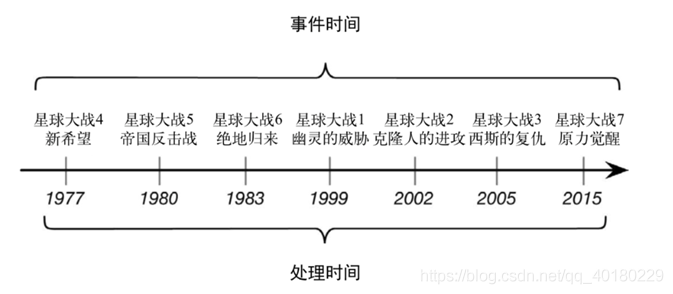 事件时间
星球大战4 星球大战5 星球大战6 星球大战1 星球大战2 星球大战3 星球大战7
新希望 帝国反击战 绝地归来 幽灵的威胁 克隆人的进攻 西斯的复仇 原力觉醒
1977 1980 1983 1999 2002 2005 2015
处理时间
https://blog.csdn.net/qq_40180229